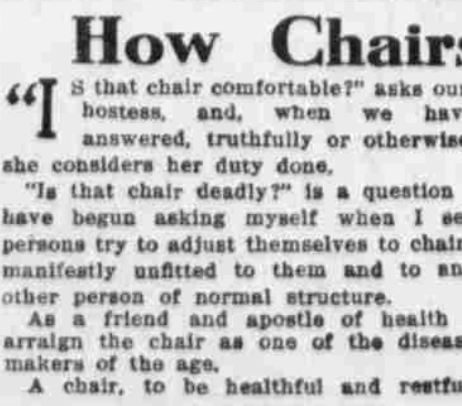 How Chairs
"IS that chair comfortable?" asks our
hostess, and, when we hav
answered, truthfully or otherwise
she considers her duty done.
"Is that chair deadly?" is a question
have begun asking myself when I se
persons try to adjust themselves to chair
manifestly unfitted to them and to an
other person of normal structure.
As a friend and apostle of health
arraign the chair as one of the diseas
makers of the age.
A chair, to be healthful and restfu